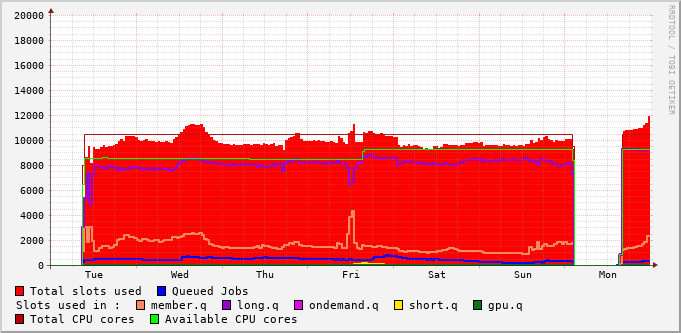 20000
18000
16000
14000
12000
10000
8000
6000
4000
2000
0
Tue Wed Thu Fri Sat Sun Mon
RRDTOOL / TOBI OETIKER
Total slots used Queued Jobs
Slots used in : member.q long.q ondemand.q short.q gpu.q
Total CPU cores Available CPU cores